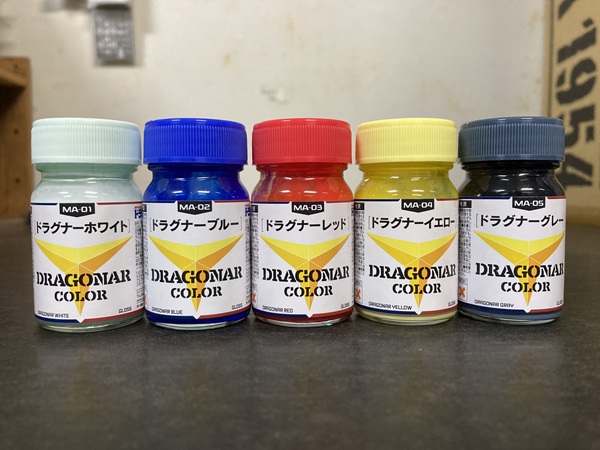 MA-01
[ドラグナーホワイト]
DRAGONAR
COLOR
DRAGONAR WHITE
GLOSS
MA-02
[ドラグナーブルー]
DRAGONAR
COLOR
DRAGONAR BLUE
GLOSS
MA-03
[ドラグナーレッド]
DRAGONAR
COLOR
DRAGONAR RED
GLOSS
MA-04
[ドラグナーイエロー]
DRAGONAR
COLOR
DRAGONAR YELLOW
GLOSS
MA-05
[ドラグナーグレー]
DRAGONAR
COLOR
DRAGONAR GRAY
1954